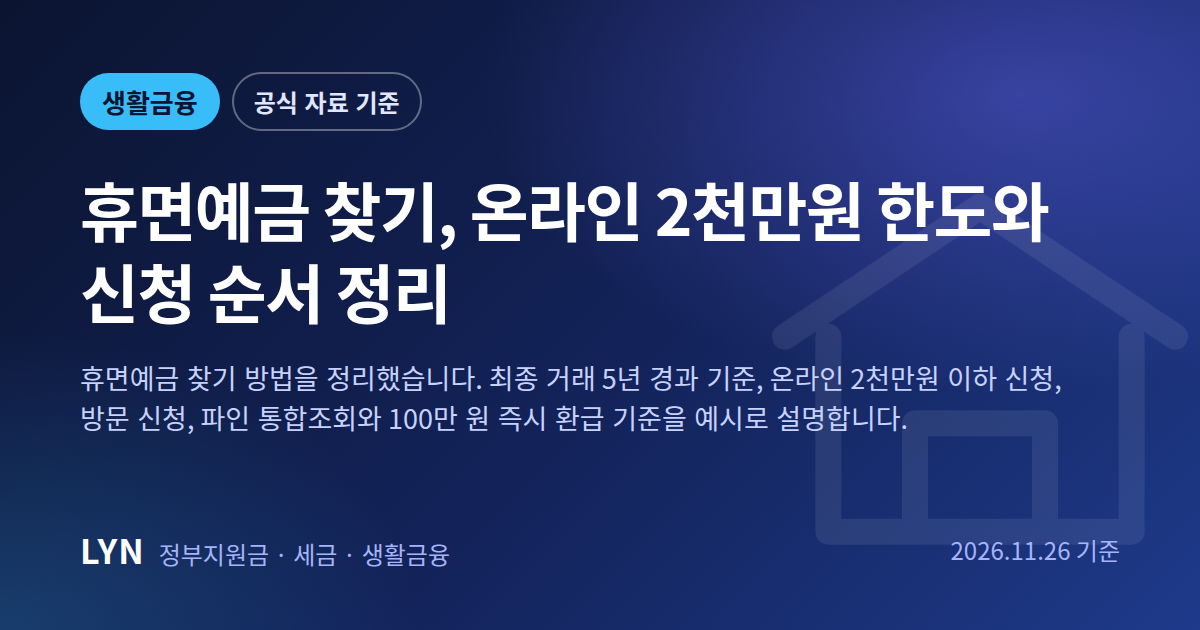 생활금융
공식 자료 기준
휴면예금 찾기, 온라인 2천만원 한도와
신청 순서 정리
휴면예금 찾기 방법을 정리했습니다. 최종 거래 5년 경과 기준, 온라인 2천만원 이하 신청,
방문 신청, 파인 통합조회와 100만 원 즉시 환급 기준을 예시로 설명합니다.
LYN 정부지원금 · 세금 · 생활금융
2026.11.26 기준